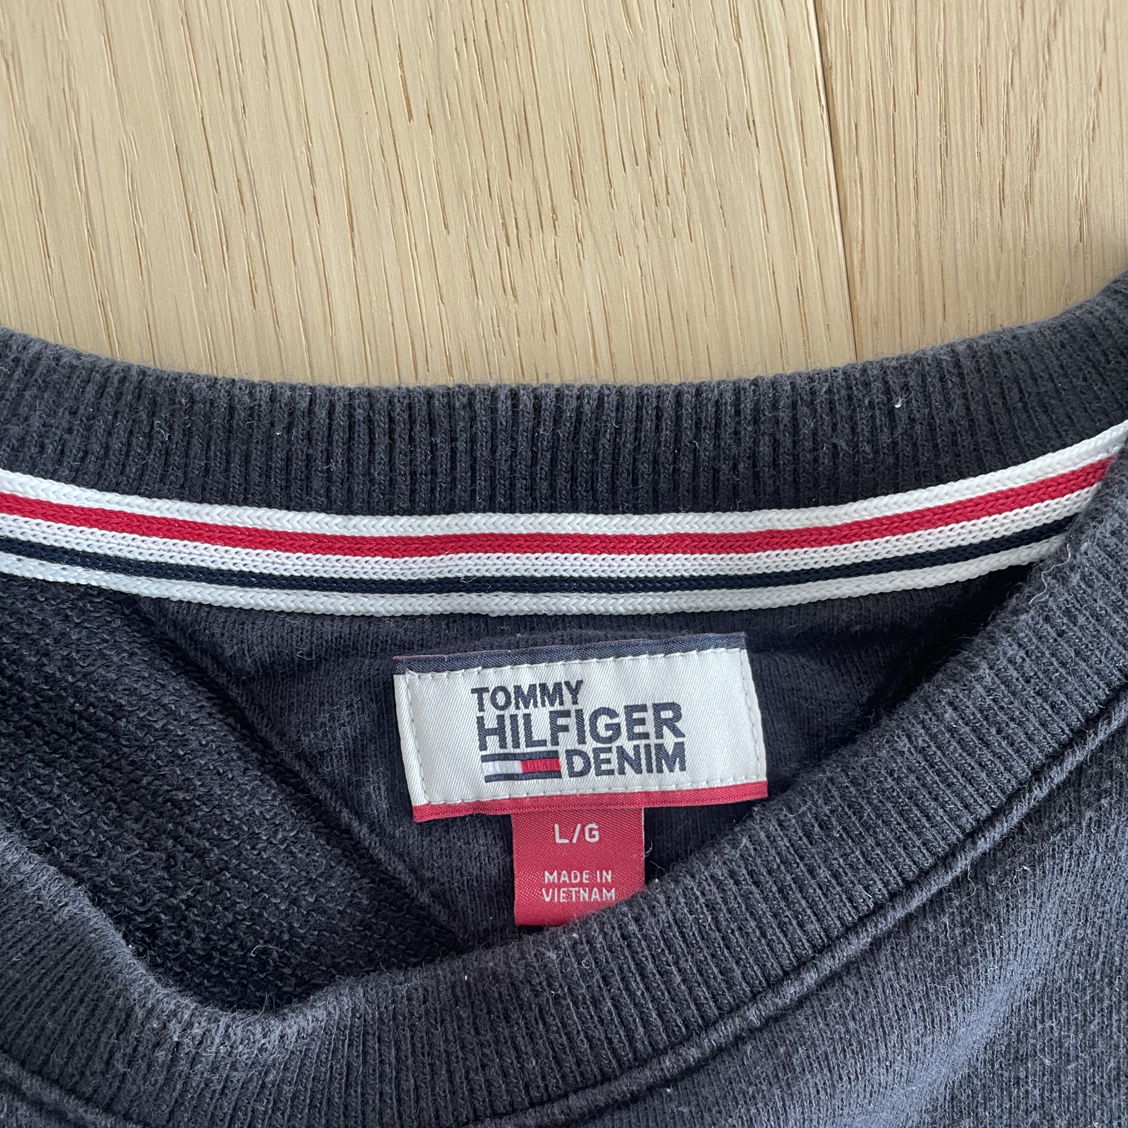 TOMMY
HILFIGER
DENIM
L/G
MADE IN
VIETNAM